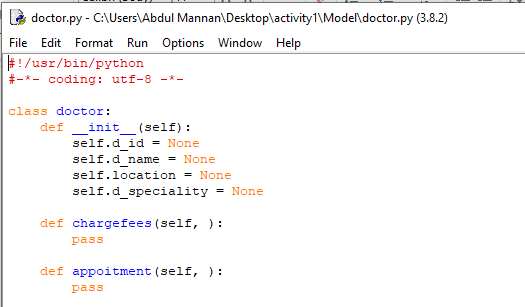 doctor.py - C:\Users\Abdul Mannan\Desktop\activity1\Model\doctor.py (3.8.2)
File Edit Format Run Options Window Help
#!/usr/bin/python
#-*- coding: utf-8 -*-
class doctor:
    def __init__(self):
        self.d_id = None
        self.d_name = None
        self.location = None
        self.d_speciality = None
    def chargefees(self, ):
        pass
    def appoitment(self, ):
        pass